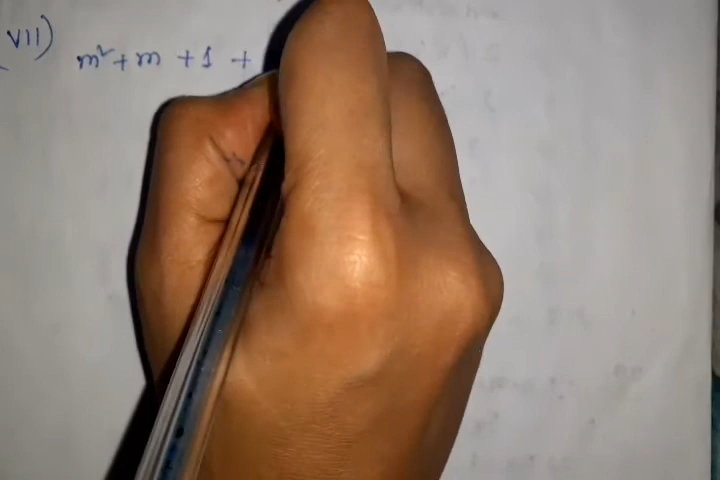 VII) m² + m + 1 +